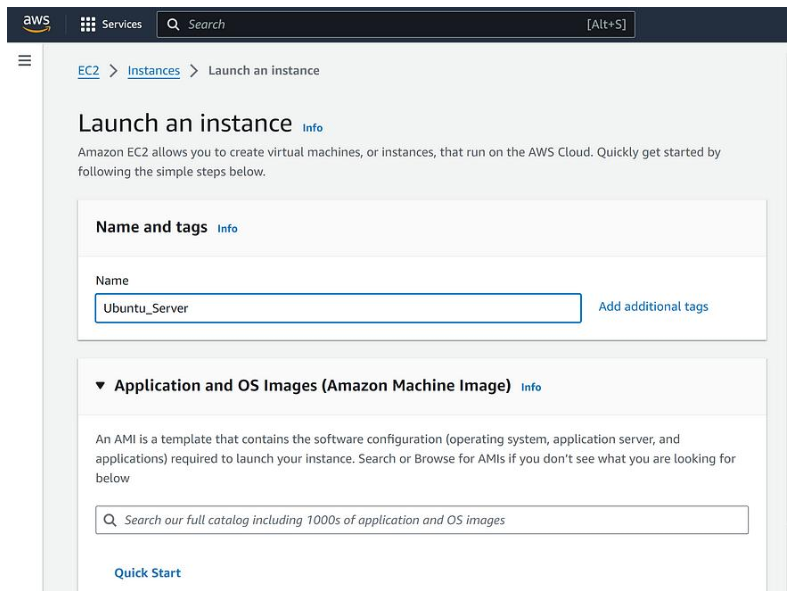 aws
Services
Search
[Alt+S]
EC2 > Instances > Launch an instance
Launch an instance Info
Amazon EC2 allows you to create virtual machines, or instances, that run on the AWS Cloud. Quickly get started by
following the simple steps below.
Name and tags Info
Name
Ubuntu_Server
Add additional tags
Application and OS Images (Amazon Machine Image) Info
An AMI is a template that contains the software configuration (operating system, application server, and
applications) required to launch your instance. Search or Browse for AMIs if you don't see what you are looking for
below
Search our full catalog including 1000s of application and OS images
Quick Start